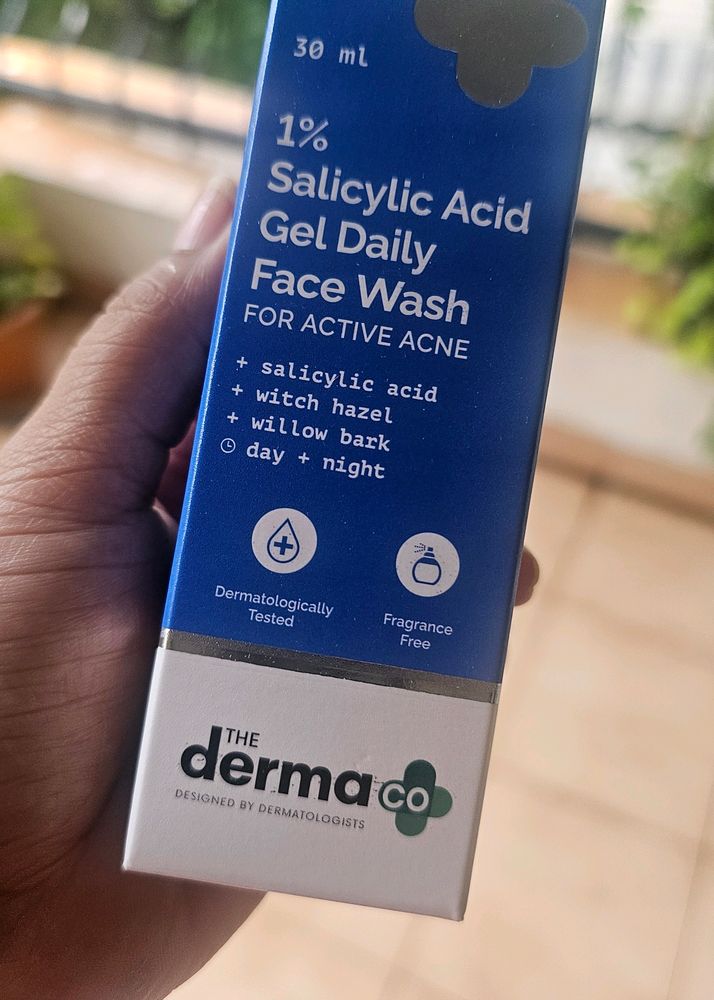 30 ml
1%
Salicylic Acid
Gel Daily
Face Wash
FOR ACTIVE ACNE
+ salicylic acid
+ witch hazel
+ willow bark
day + night
Dermatologically
Tested
Fragrance
Free
THE
derma co
DESIGNED BY DERMATOLOGISTS